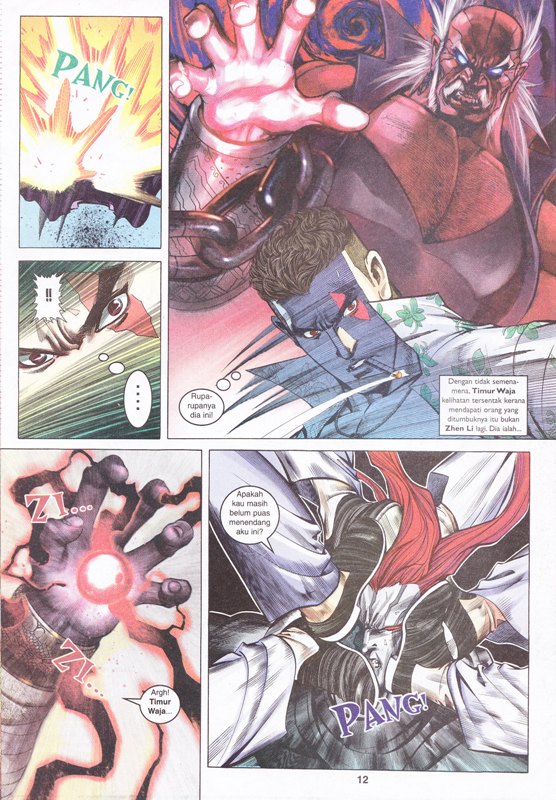 PANG!
!!
....
Rupa-
rupanya
dia ini!
Dengan tidak semena-
mena, Timur Waja
kelihatan tersentak kerana
mendapati orang yang
ditumbuknya itu bukan
Zhen Li lagi. Dia ialah...
ZI...
ZI...
Argh!
Timur
Waja...
Apakah
kau masih
belum puas
menendang
aku ini?
PANG!
12